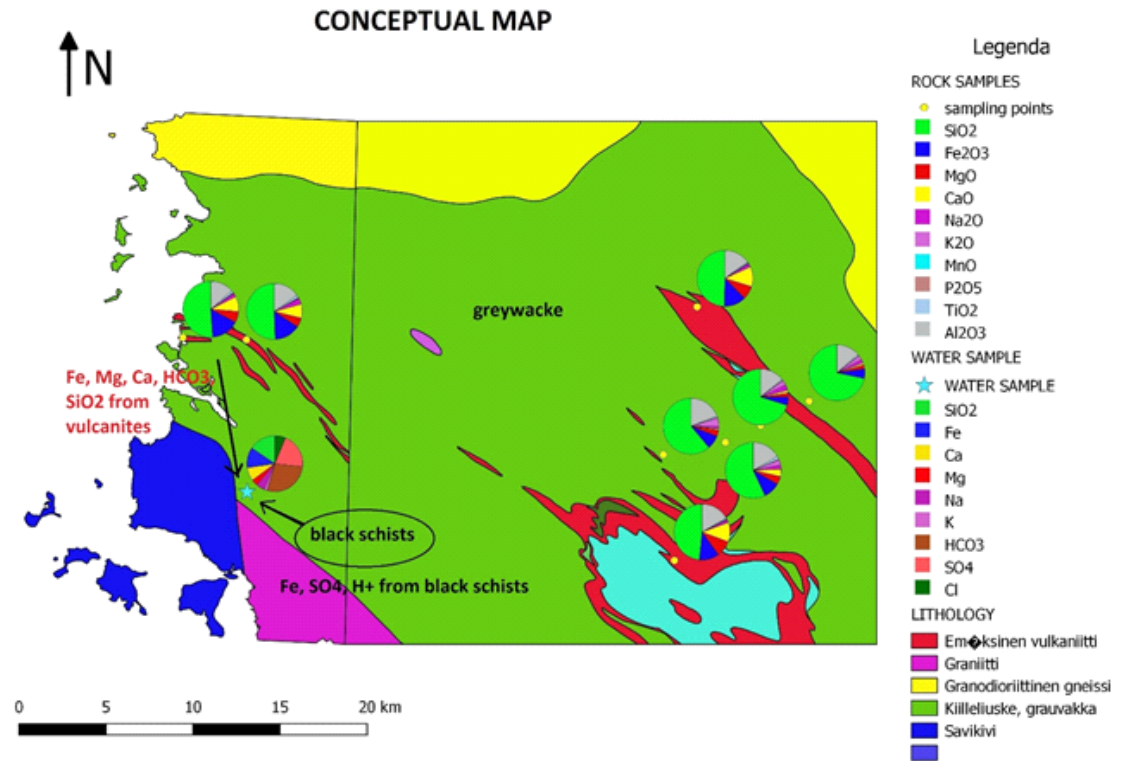 CONCEPTUAL MAP
N
greywacke
Fe, Mg, Ca, HCO3,
SiO2 from
vulcanites
black schists
Fe, SO4, H+ from black schists
0 5 10 15 20 km
Legenda
ROCK SAMPLES
sampling points
SiO2
Fe2O3
MgO
CaO
Na2O
K2O
MnO
P2O5
TiO2
Al2O3
WATER SAMPLE
WATER SAMPLE
SiO2
Fe
Ca
Mg
Na
K
HCO3
SO4
Cl
LITHOLOGY
Em�ksinen vulkaniitti
Graniitti
Granodioriittinen gneissi
Kiilleliuske, grauvakka
Savikivi